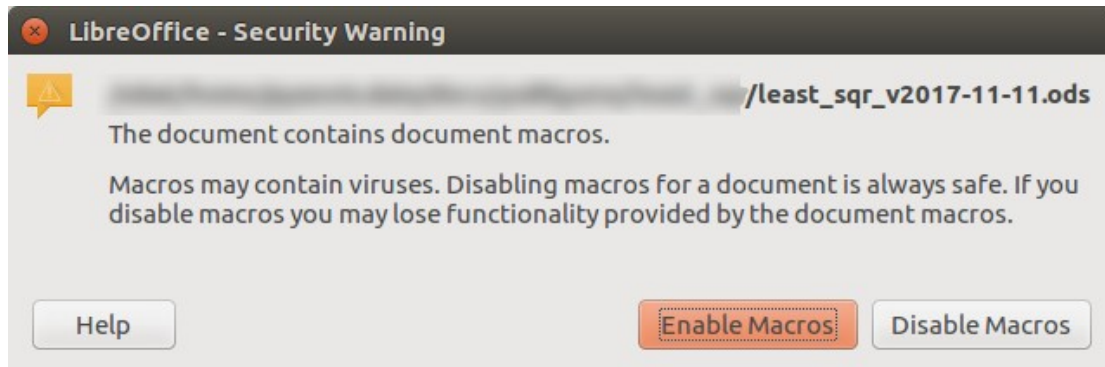 LibreOffice - Security Warning
/least_sqr_v2017-11-11.ods
The document contains document macros.
Macros may contain viruses. Disabling macros for a document is always safe. If you
disable macros you may lose functionality provided by the document macros.
Help Enable Macros Disable Macros